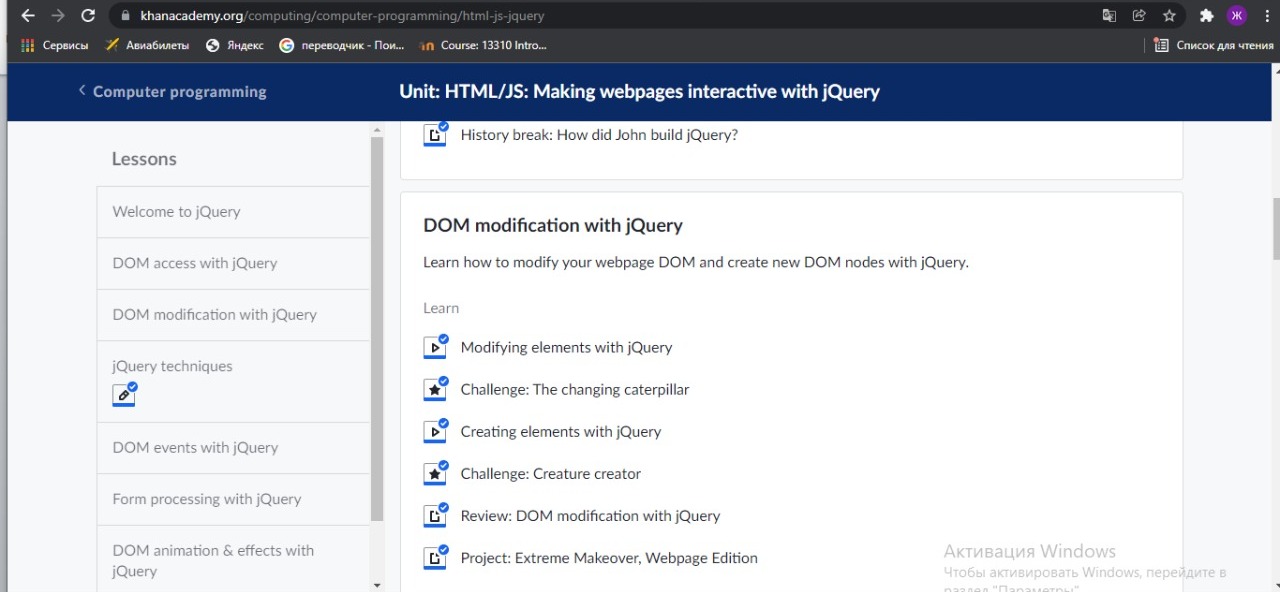 khanacademy.org/computing/computer-programming/html-js-jquery
Ж
Сервисы
Авиабилеты
Яндекс
переводчик - Пои...
Course: 13310 Intro...
Список для чтения
Computer programming
Unit: HTML/JS: Making webpages interactive with jQuery
Lessons
Welcome to jQuery
DOM access with jQuery
DOM modification with jQuery
jQuery techniques
DOM events with jQuery
Form processing with jQuery
DOM animation & effects with
jQuery
History break: How did John build jQuery?
DOM modification with jQuery
Learn how to modify your webpage DOM and create new DOM nodes with jQuery.
Learn
Modifying elements with jQuery
Challenge: The changing caterpillar
Creating elements with jQuery
Challenge: Creature creator
Review: DOM modification with jQuery
Project: Extreme Makeover, Webpage Edition
Активация Windows
Чтобы активировать Windows, перейдите в
раздел "Параметры".